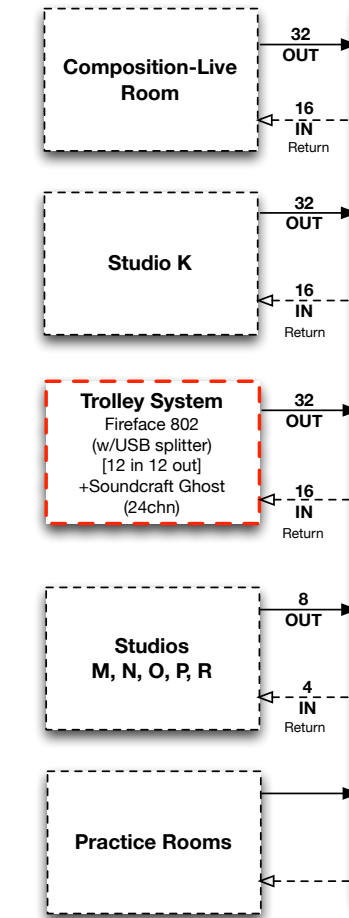 Composition-Live
Room
32
OUT
16
IN
Return
Studio K
32
OUT
16
IN
Return
Trolley System
Fireface 802
(w/USB splitter)
[12 in 12 out]
+Soundcraft Ghost
(24chn)
32
OUT
16
IN
Return
Studios
M, N, O, P, R
8
OUT
4
IN
Return
Practice Rooms